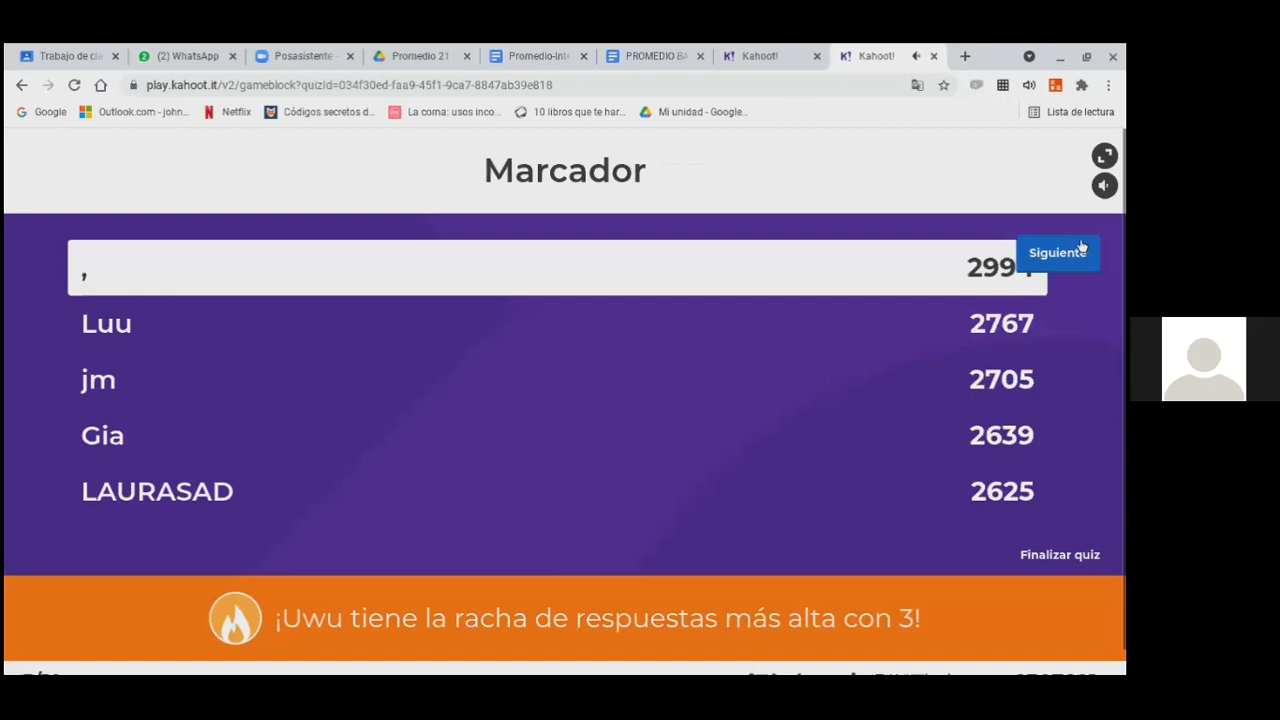 Trabajo de cla
(2) WhatsApp
Posasistente -
Promedio 21
Promedio-Inte
PROMEDIO BA
Kahoot!
Kahoot!
play.kahoot.it/v2/gameblock?quizId=034f30ed-faa9-45f1-9ca7-8847ab39e818
Google
Outlook.com - john...
Netflix
Códigos secretos d...
La coma: usos inco...
10 libros que te har...
Mi unidad - Google...
Lista de lectura
Marcador
Siguiente
,
Luu 2767
jm 2705
Gia 2639
LAURASAD 2625
Finalizar quiz
¡Uwu tiene la racha de respuestas más alta con 3!